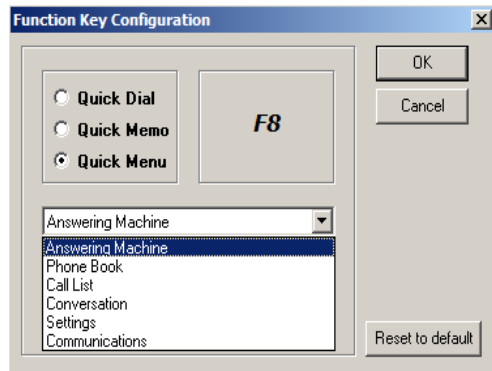 Function Key Configuration
Quick Dial
Quick Memo
Quick Menu
F8
OK
Cancel
Answering Machine
Answering Machine
Phone Book
Call List
Conversation
Settings
Communications
Reset to default